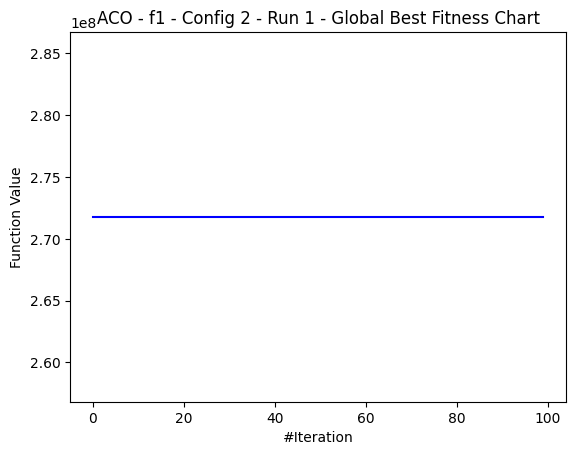 ACO - f1 - Config 2 - Run 1 - Global Best Fitness Chart
1e8
2.85
2.80
2.75
2.70
2.65
2.60
Function Value
0 20 40 60 80 100
#Iteration